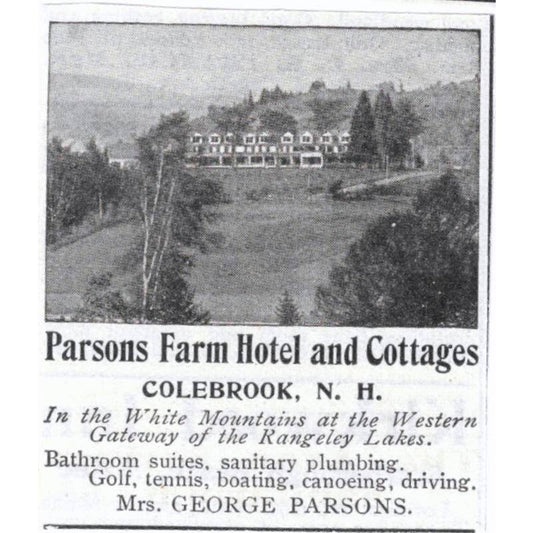 Parsons Farm Hotel and Cottages
COLEBROOK, N. H.
In the White Mountains at the Western
Gateway of the Rangeley Lakes.
Bathroom suites, sanitary plumbing.
Golf, tennis, boating, canoeing, driving.
Mrs. GEORGE PARSONS.